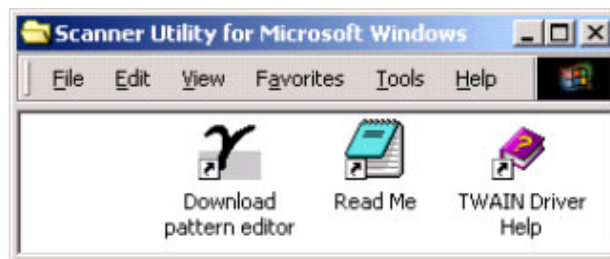 Scanner Utility for Microsoft Windows
File Edit View Favorites Tools Help
Download pattern editor
Read Me
TWAIN Driver Help